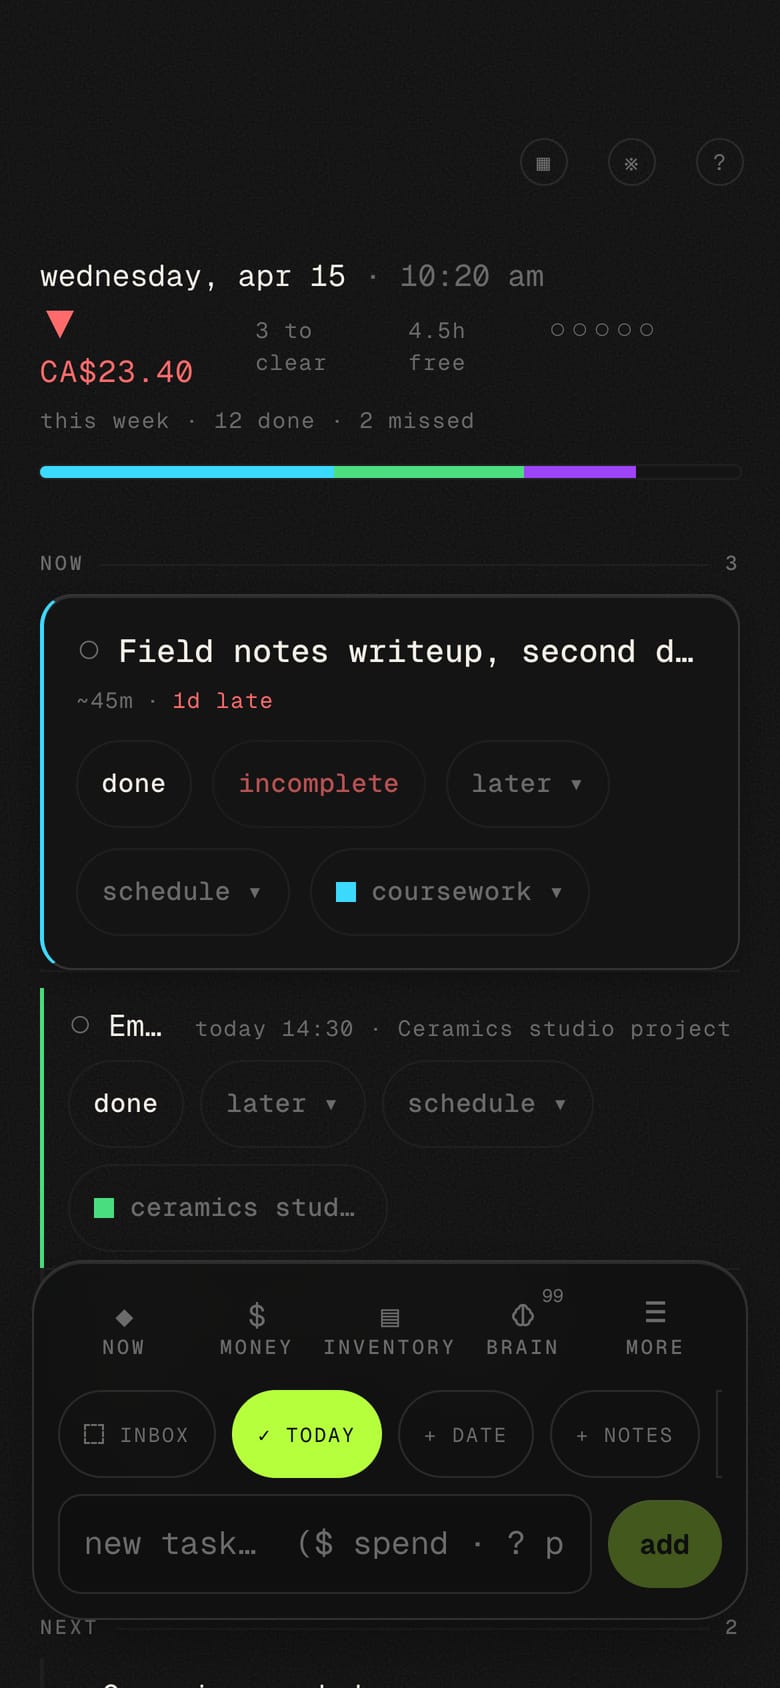 ?
wednesday, apr 15 · 10:20 am
▼
CA$23.40
3 to
clear
4.5h
free
this week · 12 done · 2 missed
NOW 3
Field notes writeup, second d…
~45m · 1d late
done incomplete later ▾
schedule ▾ coursework ▾
Em… today 14:30 · Ceramics studio project
done later ▾ schedule ▾
ceramics stud…
99
NOW $ MONEY INVENTORY BRAIN MORE
INBOX ✓ TODAY + DATE + NOTES
new task… ($ spend · ? p add
NEXT 2